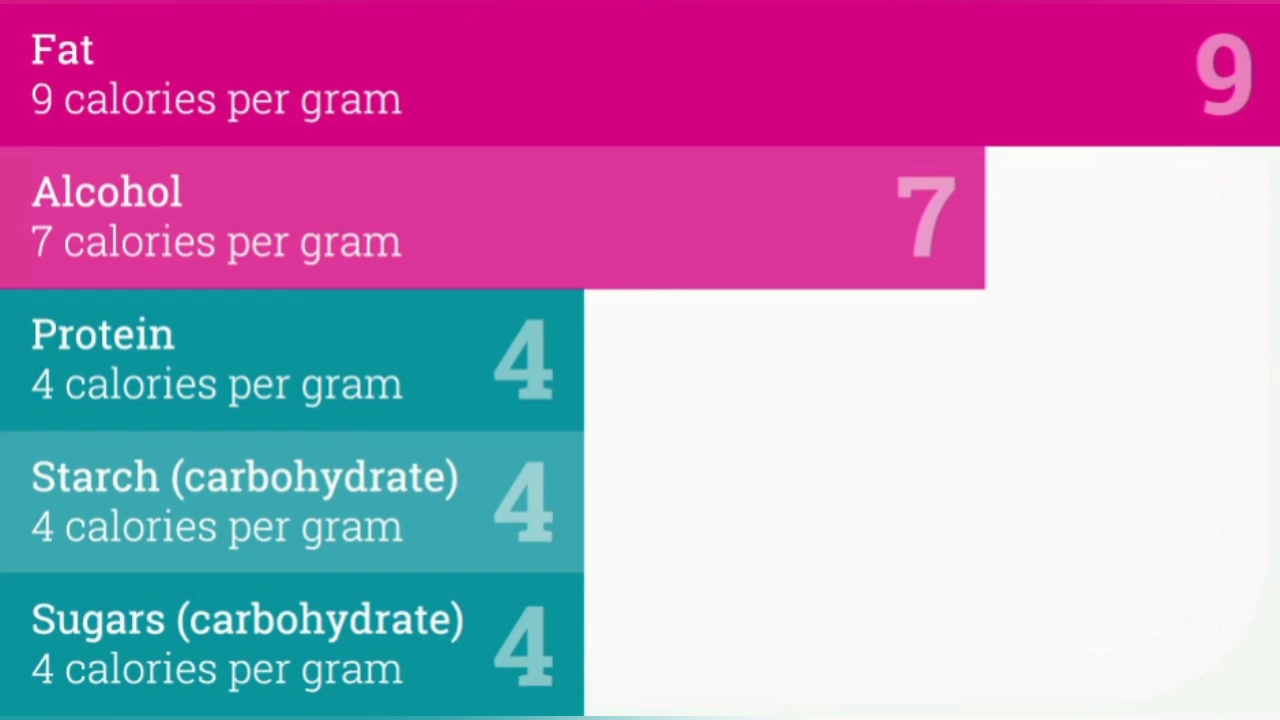 Fat
9 calories per gram
9
Alcohol
7 calories per gram
7
Protein
4 calories per gram
4
Starch (carbohydrate)
4 calories per gram
4
Sugars (carbohydrate)
4 calories per gram
4